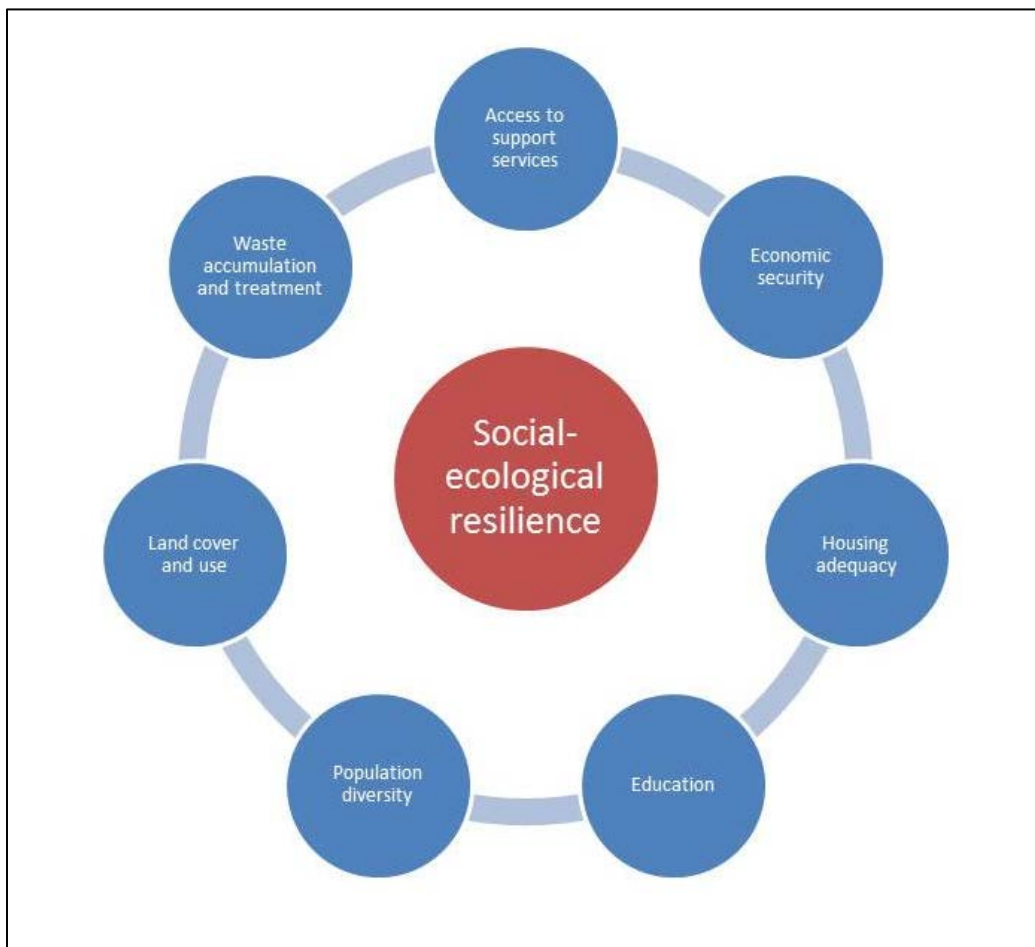 Access to
support
services
Economic
security
Housing
adequacy
Education
Population
diversity
Land cover
and use
Waste
accumulation
and treatment
Social-
ecological
resilience